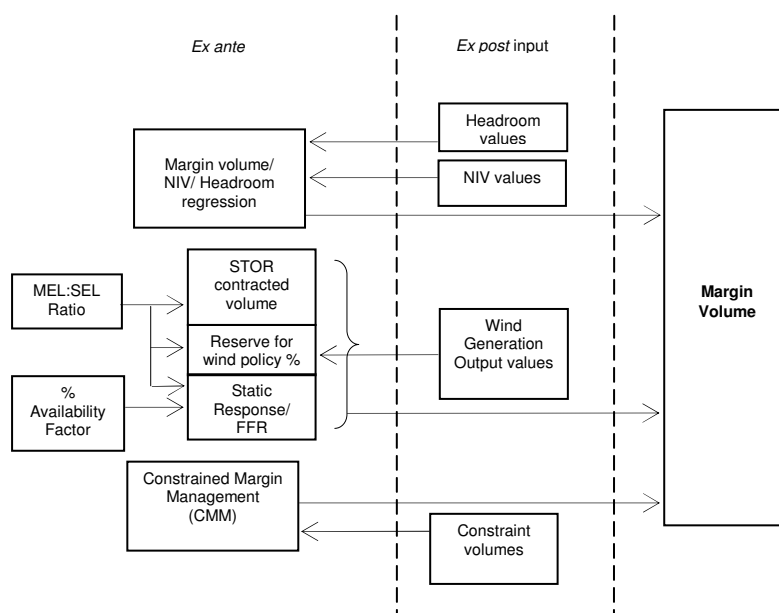 Ex ante
Ex post input
Headroom
values
Margin volume/
NIV/ Headroom
regression
NIV values
MEL:SEL
Ratio
STOR
contracted
volume
Margin
Volume
Reserve for
wind policy %
Wind
Generation
Output values
%
Availability
Factor
Static
Response/
FFR
Constrained Margin
Management
(CMM)
Constraint
volumes